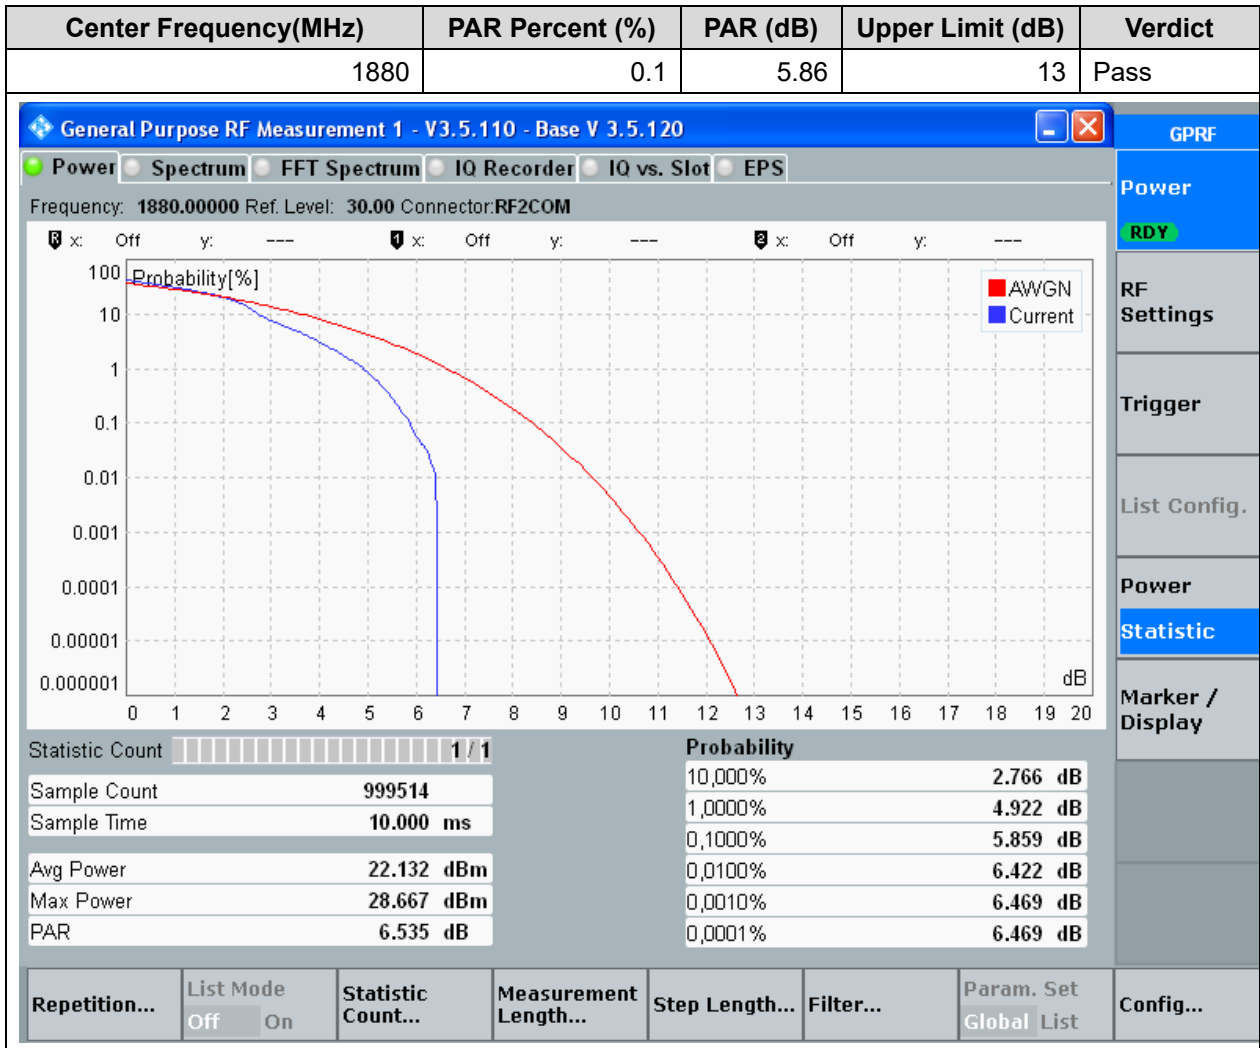 Center Frequency(MHz) PAR Percent (%) PAR (dB) Upper Limit (dB) Verdict
1880 0.1 5.86 13 Pass
General Purpose RF Measurement 1 - V3.5.110 - Base V 3.5.120
GPRF
Power Spectrum FFT Spectrum IQ Recorder IQ vs. Slot EPS
Power
RDY
Frequency: 1880.00000 Ref. Level: 30.00 Connector:RF2COM
R x: Off y: --- 1 x: Off y: --- 2 x: Off y: ---
100 Probability[%]
AWGN
Current
10
1
0.1
0.01
0.001
0.0001
0.00001
0.000001
dB
0 1 2 3 4 5 6 7 8 9 10 11 12 13 14 15 16 17 18 19 20
RF
Settings
Trigger
List Config.
Power
Statistic
Marker /
Display
Statistic Count 1 / 1
Sample Count 999514
Sample Time 10.000 ms
Avg Power 22.132 dBm
Max Power 28.667 dBm
PAR 6.535 dB
Probability
10,000% 2.766 dB
1,0000% 4.922 dB
0,1000% 5.859 dB
0,0100% 6.422 dB
0,0010% 6.469 dB
0,0001% 6.469 dB
Repetition...
List Mode
Off On
Statistic
Count...
Measurement
Length...
Step Length...
Filter...
Param. Set
Global List
Config...